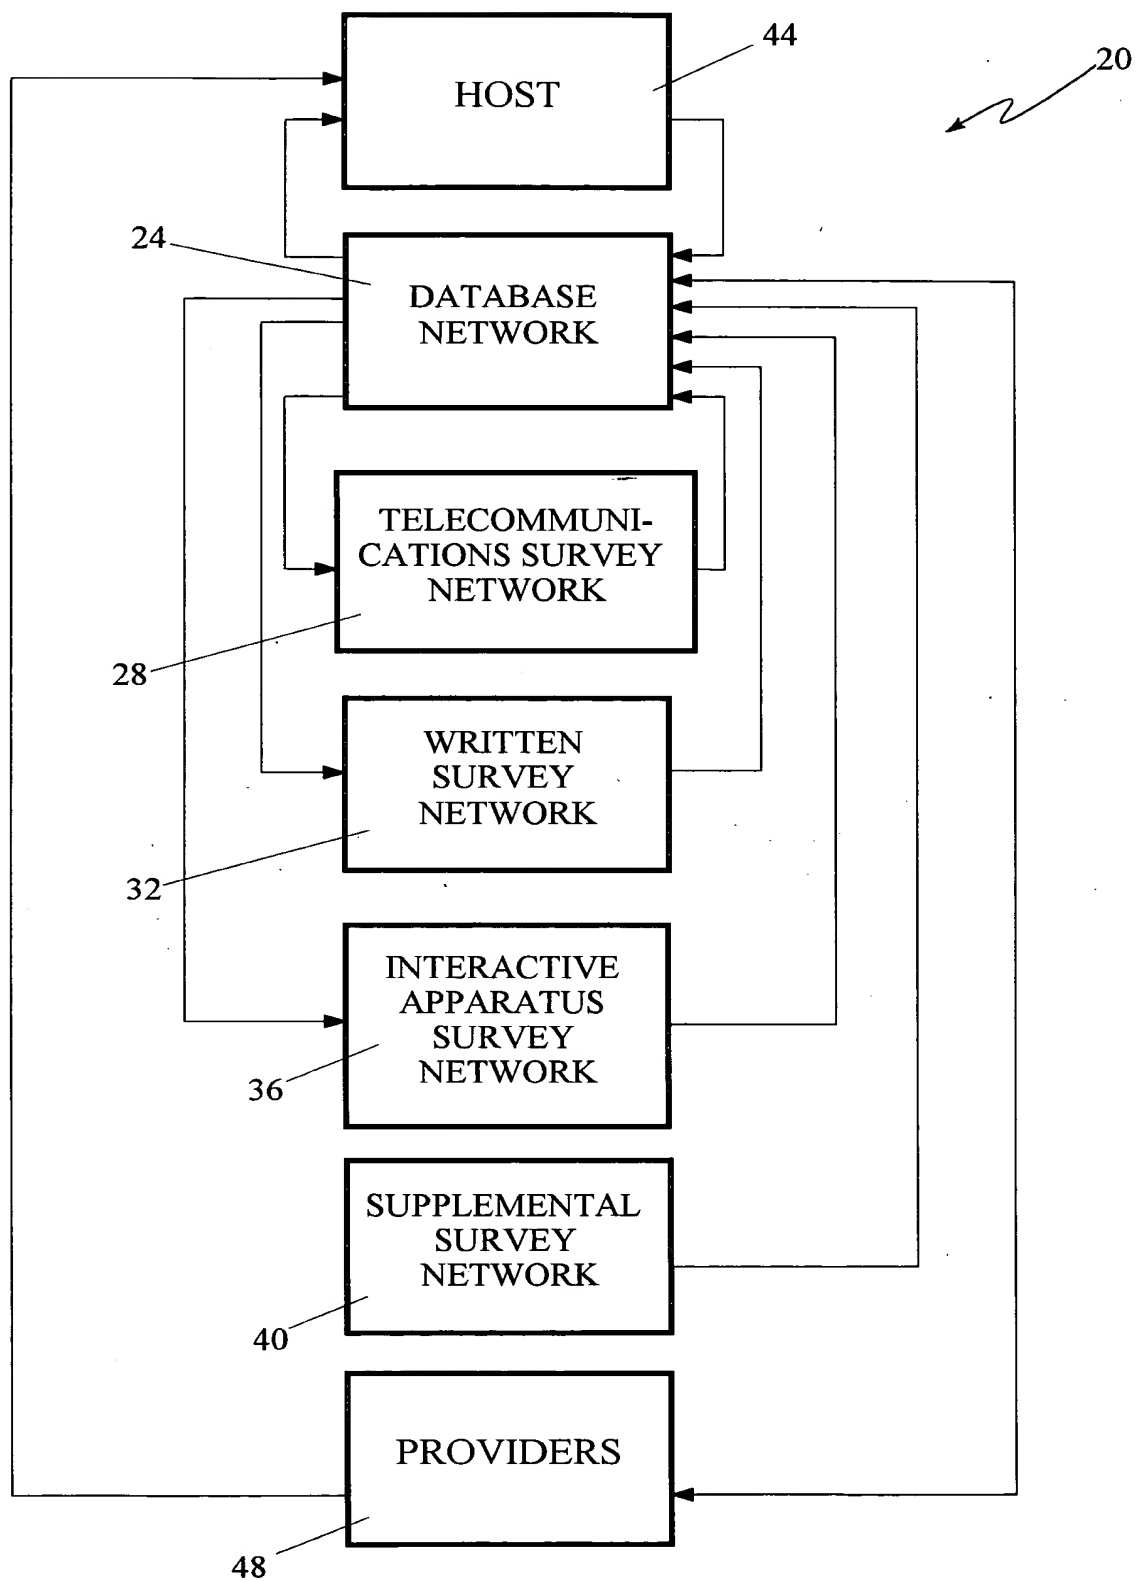 44
20
HOST
24
DATABASE
NETWORK
TELECOMMUNI-
CATIONS SURVEY
NETWORK
28
WRITTEN
SURVEY
NETWORK
32
INTERACTIVE
APPARATUS
SURVEY
NETWORK
36
SUPPLEMENTAL
SURVEY
NETWORK
40
PROVIDERS
48